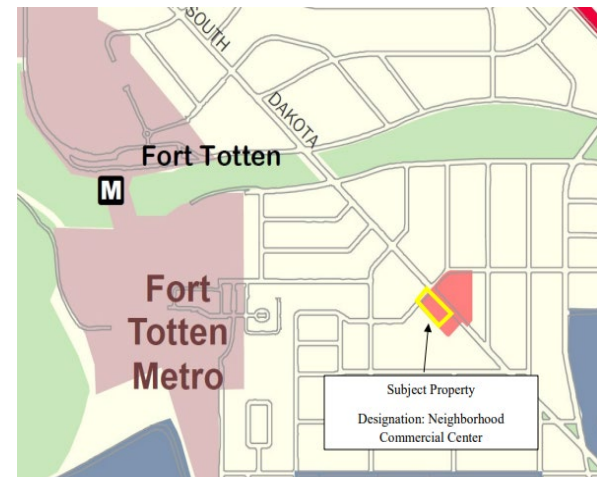 SOUTH
DAKOTA
Fort Totten
M
Fort
Totten
Metro
Subject Property
Designation: Neighborhood
Commercial Center